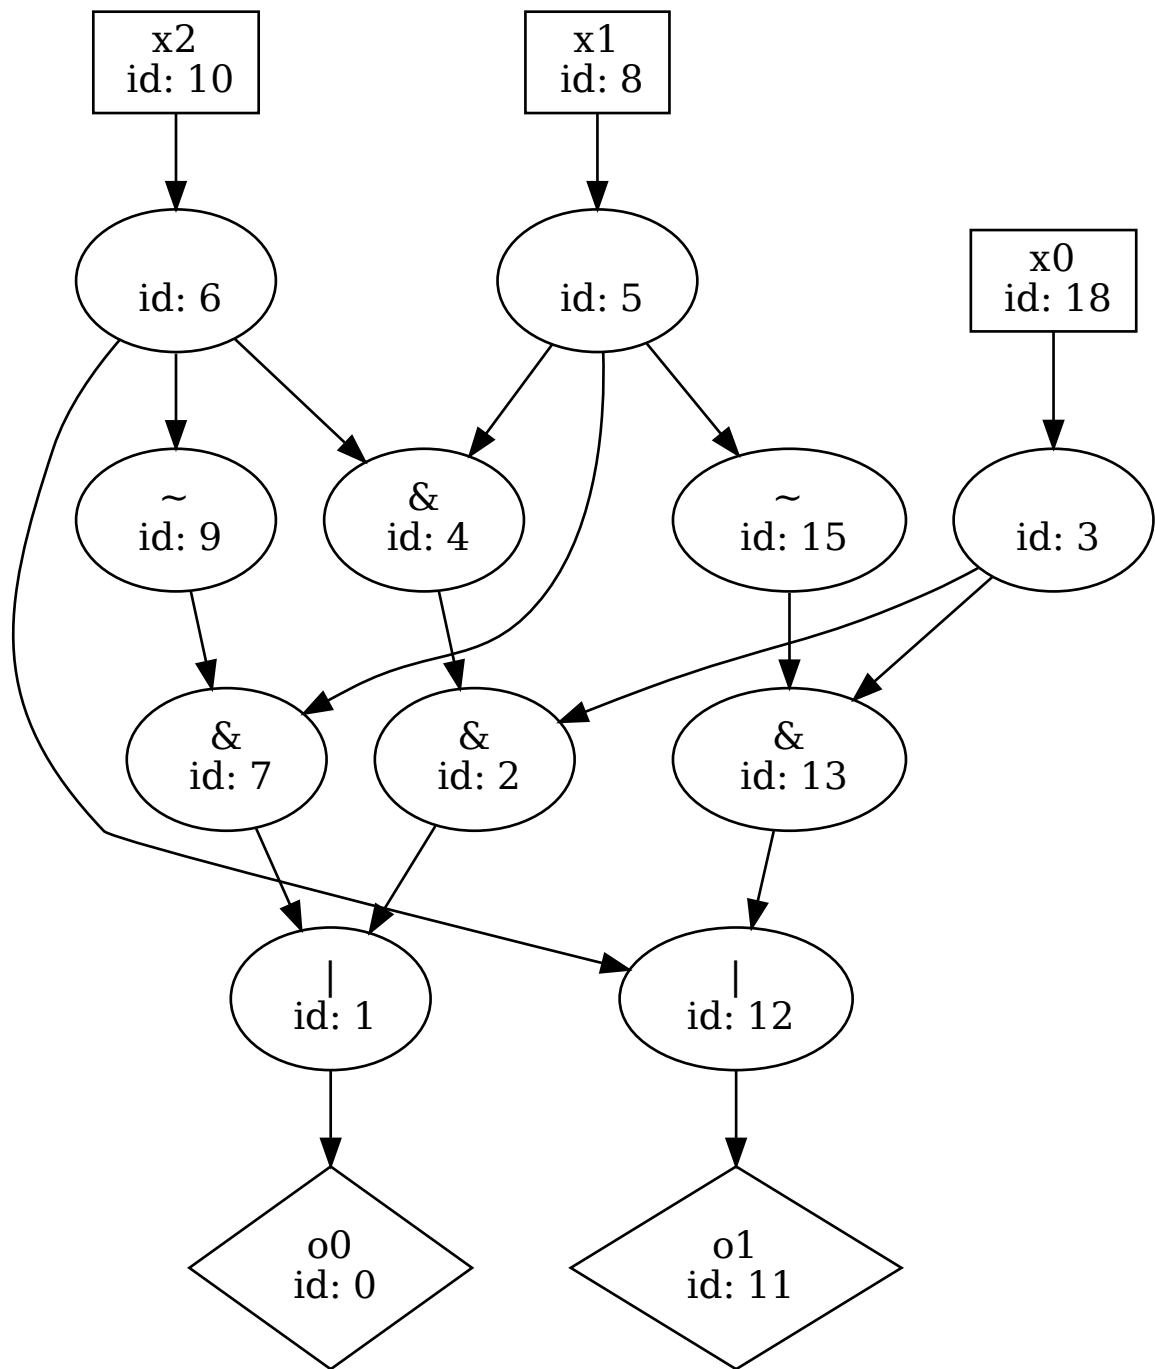 x2
id: 10
x1
id: 8
x0
id: 18
id: 6
id: 5
~
id: 9
&
id: 4
~
id: 15
id: 3
&
id: 7
&
id: 2
&
id: 13
|
id: 1
|
id: 12
o0
id: 0
o1
id: 11